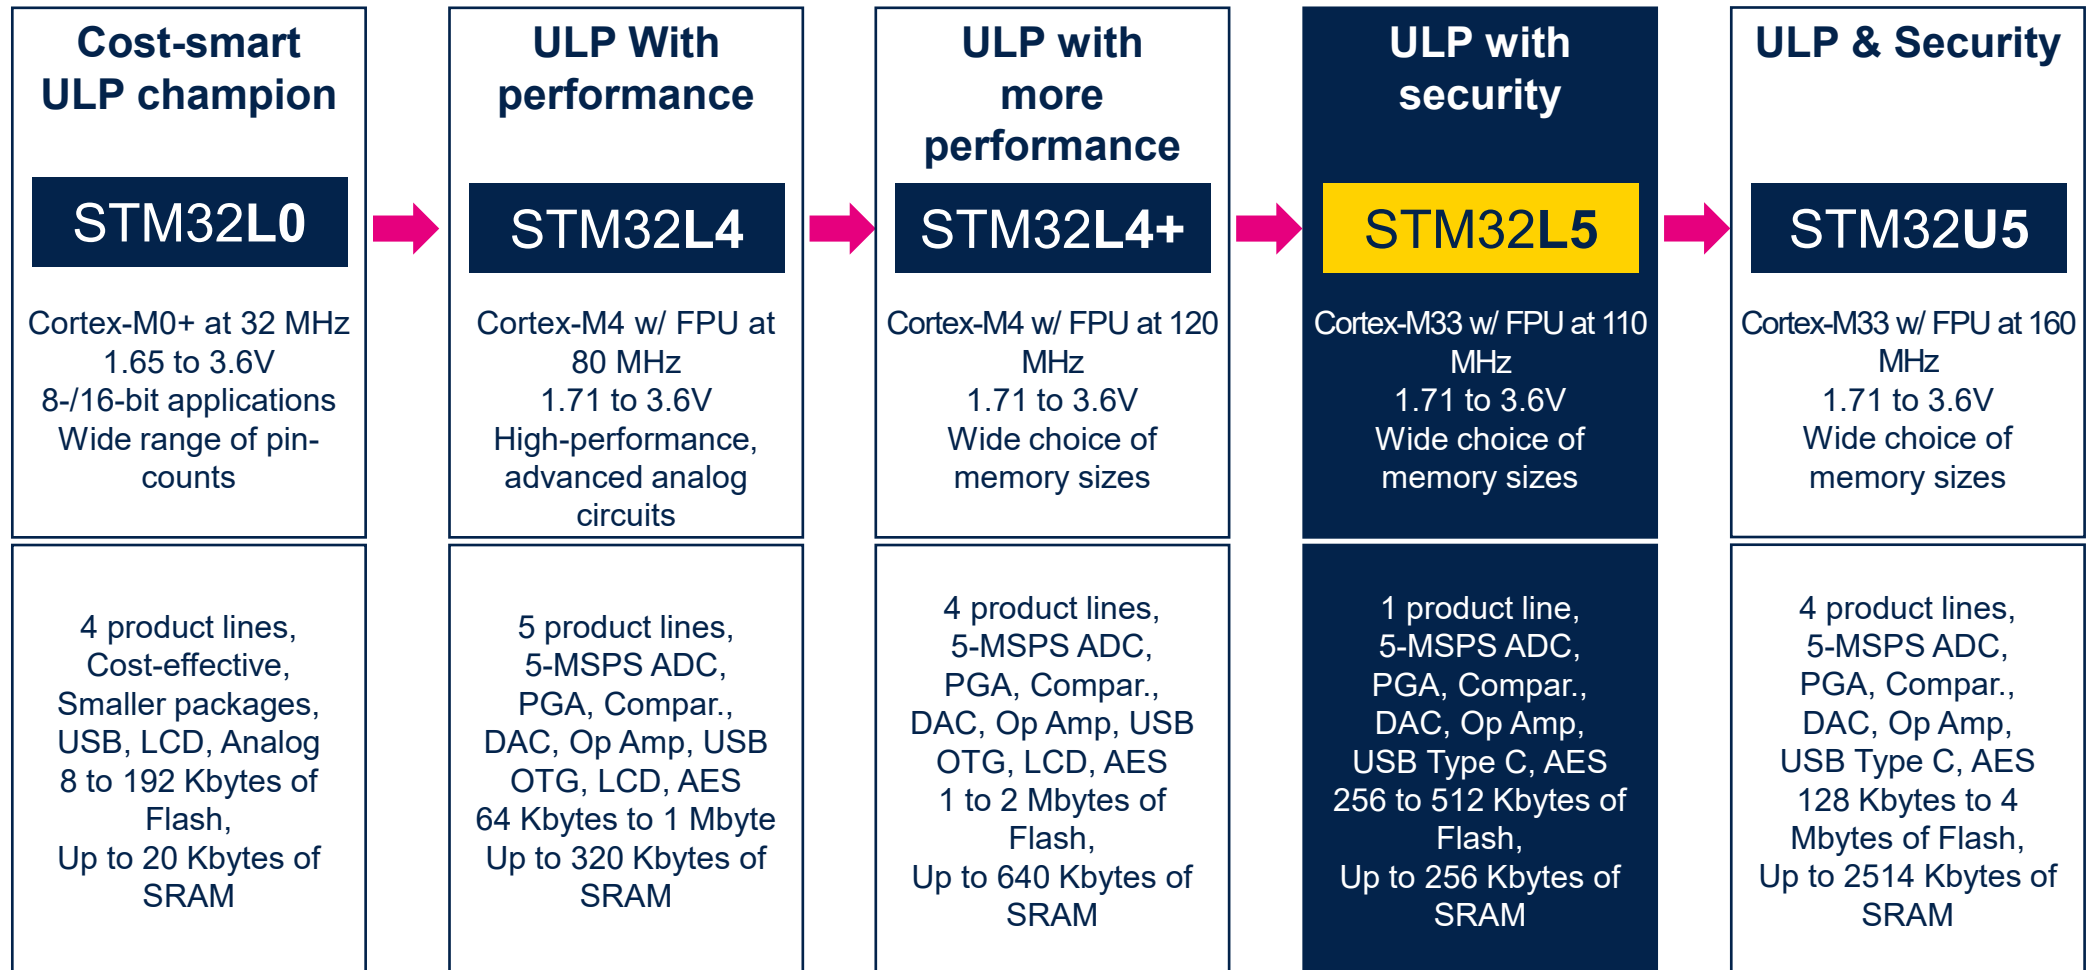 Cost-smart
ULP champion
STM32L0
Cortex-M0+ at 32 MHz
1.65 to 3.6V
8-/16-bit applications
Wide range of pin-
counts
4 product lines,
Cost-effective,
Smaller packages,
USB, LCD, Analog
8 to 192 Kbytes of
Flash,
Up to 20 Kbytes of
SRAM
ULP With
performance
STM32L4
Cortex-M4 w/ FPU at
80 MHz
1.71 to 3.6V
High-performance,
advanced analog
circuits
5 product lines,
5-MSPS ADC,
PGA, Compar.,
DAC, Op Amp, USB
OTG, LCD, AES
64 Kbytes to 1 Mbyte
Up to 320 Kbytes of
SRAM
ULP with
more
performance
STM32L4+
Cortex-M4 w/ FPU at 120
MHz
1.71 to 3.6V
Wide choice of
memory sizes
4 product lines,
5-MSPS ADC,
PGA, Compar.,
DAC, Op Amp, USB
OTG, LCD, AES
1 to 2 Mbytes of
Flash,
Up to 640 Kbytes of
SRAM
ULP with
security
STM32L5
Cortex-M33 w/ FPU at 110
MHz
1.71 to 3.6V
Wide choice of
memory sizes
1 product line,
5-MSPS ADC,
PGA, Compar.,
DAC, Op Amp,
USB Type C, AES
256 to 512 Kbytes of
Flash,
Up to 256 Kbytes of
SRAM
ULP & Security
STM32U5
Cortex-M33 w/ FPU at 160
MHz
1.71 to 3.6V
Wide choice of
memory sizes
4 product lines,
5-MSPS ADC,
PGA, Compar.,
DAC, Op Amp,
USB Type C, AES
128 Kbytes to 4
Mbytes of Flash,
Up to 2514 Kbytes of
SRAM